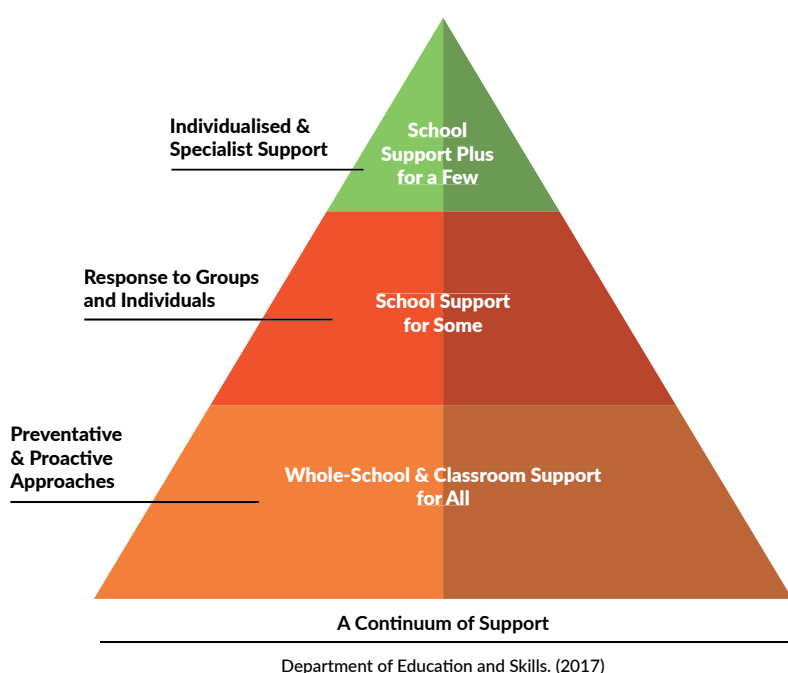 Individualised &
Specialist Support
School
Support Plus
for a Few
Response to Groups
and Individuals
School Support
for Some
Preventative
& Proactive
Approaches
Whole-School & Classroom Support
for All
A Continuum of Support
Department of Education and Skills. (2017)